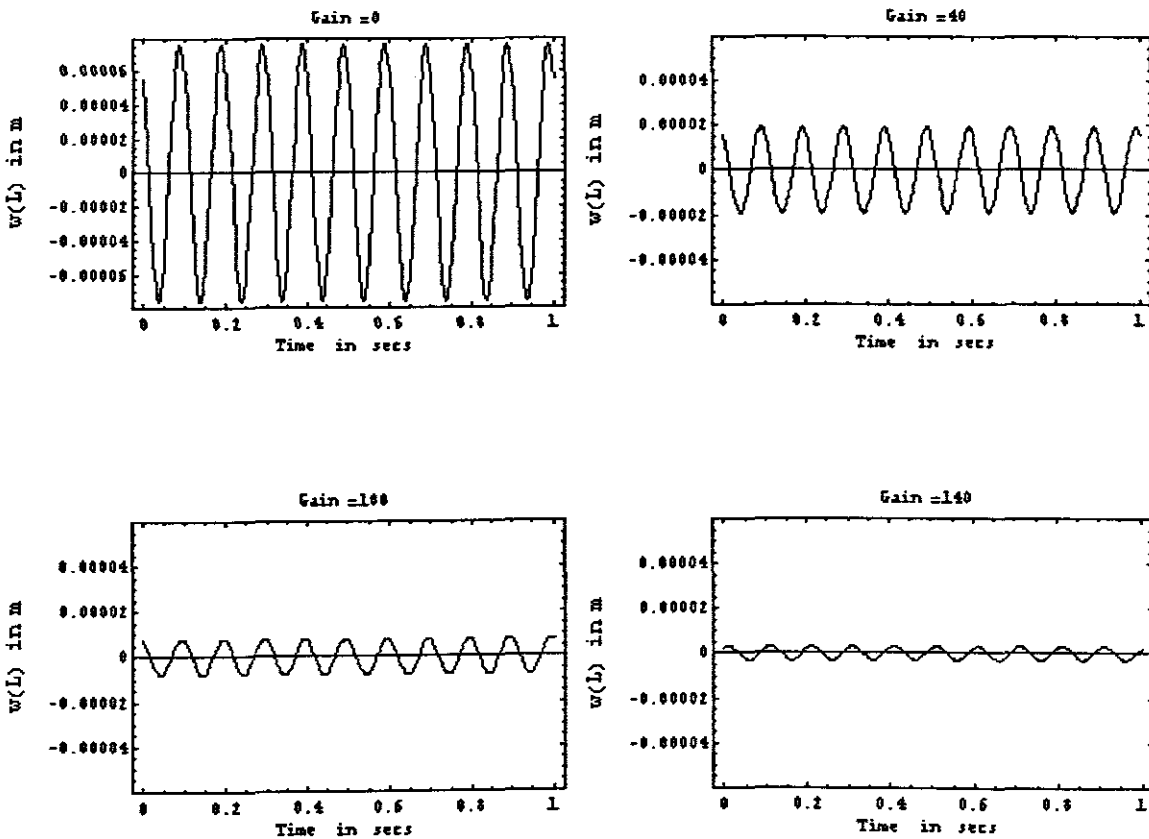 Gain =0
0.00006
0.00004
0.00002
0
-0.00002
-0.00004
-0.00006
w(L) in m
0 0.2 0.4 0.6 0.8 1
Time in secs
Gain =40
0.00004
0.00002
0
-0.00002
-0.00004
w(L) in m
0 0.2 0.4 0.6 0.8 1
Time in secs
Gain =100
0.00004
0.00002
0
-0.00002
-0.00004
w(L) in m
0 0.2 0.4 0.6 0.8 1
Time in secs
Gain =140
0.00004
0.00002
0
-0.00002
-0.00004
w(L) in m
0 0.2 0.4 0.6 0.8 1
Time in secs